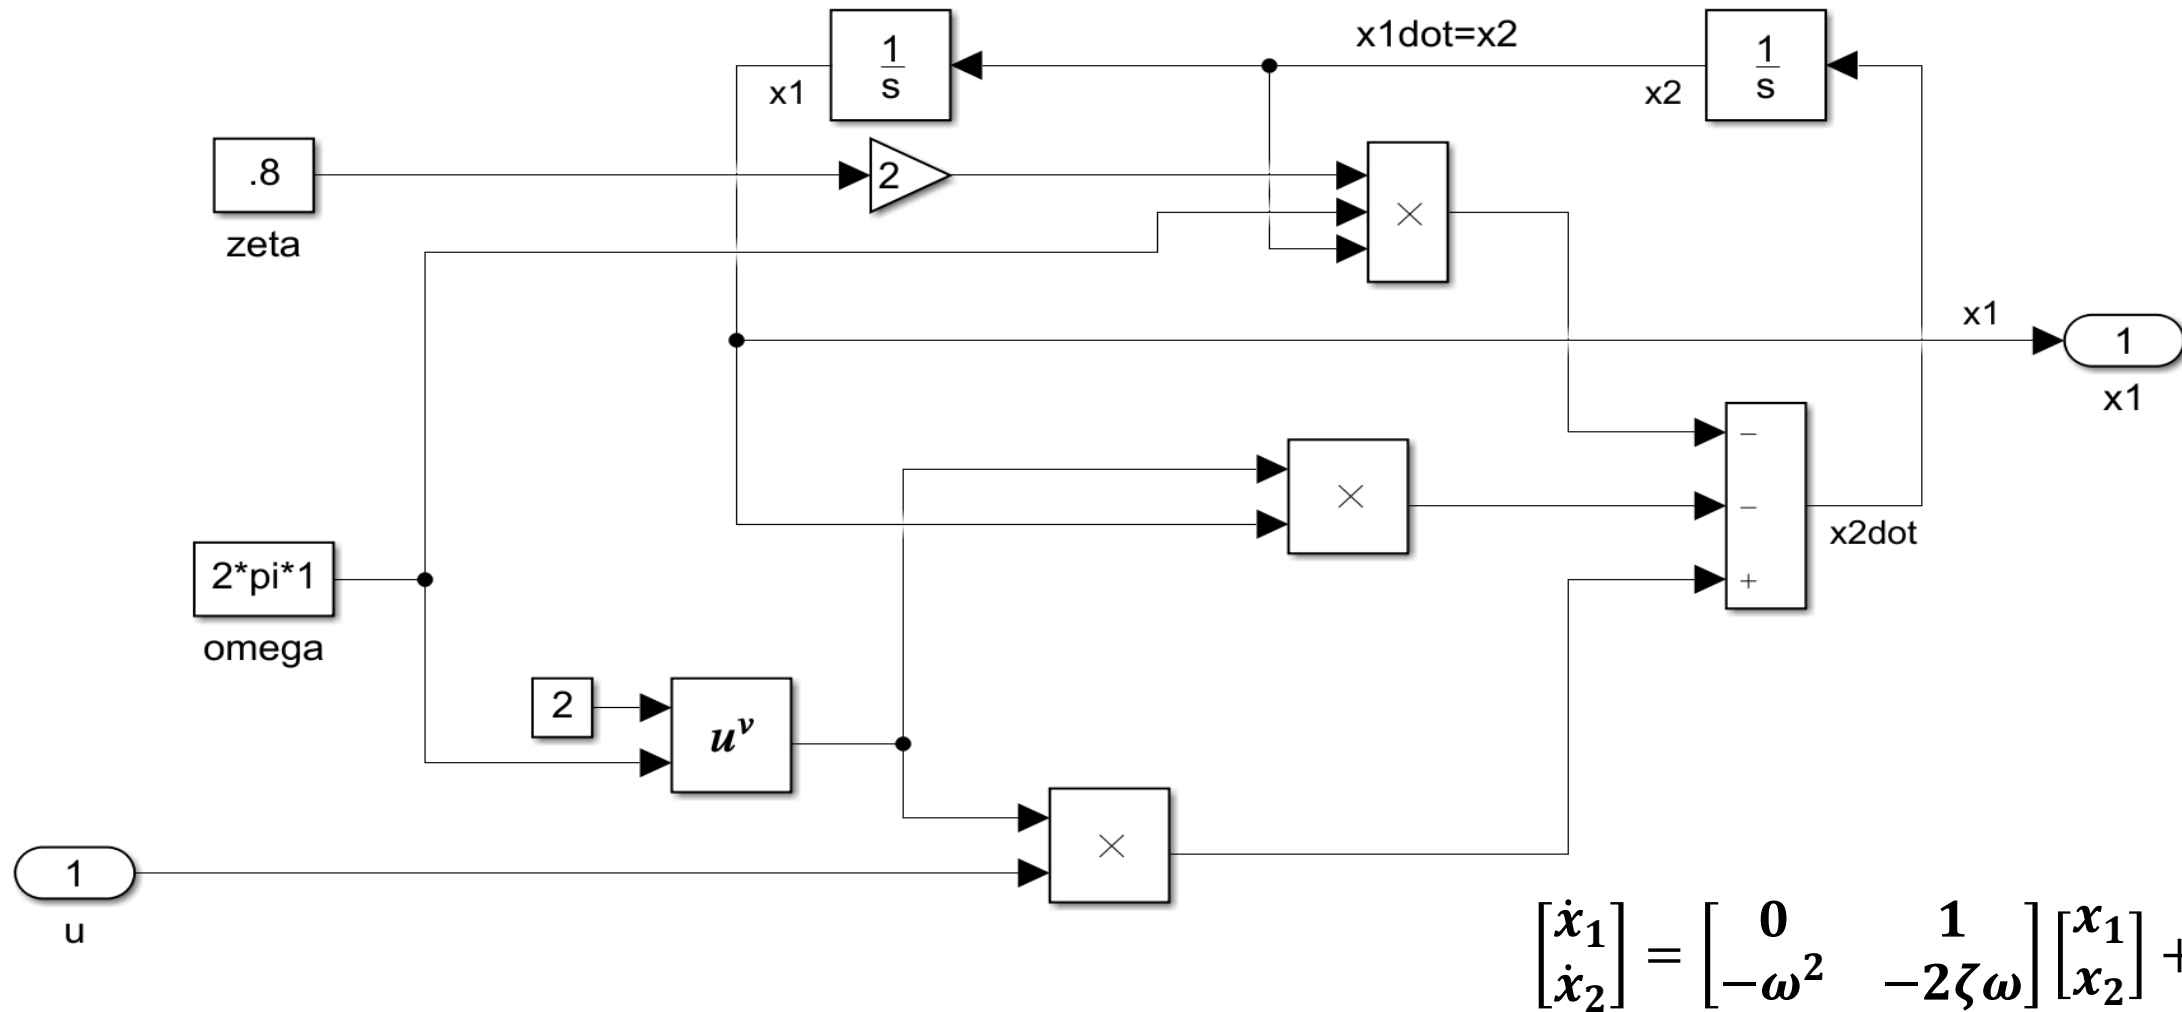 x1dot=x2
1
s
1
s
x1
x2
.8
2
×
zeta
x1
1
x1
−
×
−
2*pi*1
x2dot
+
omega
2
u^v
×
1
u
[ẋ₁ ẋ₂] = [0 1 −ω² −2ζω] [x₁ x₂] +